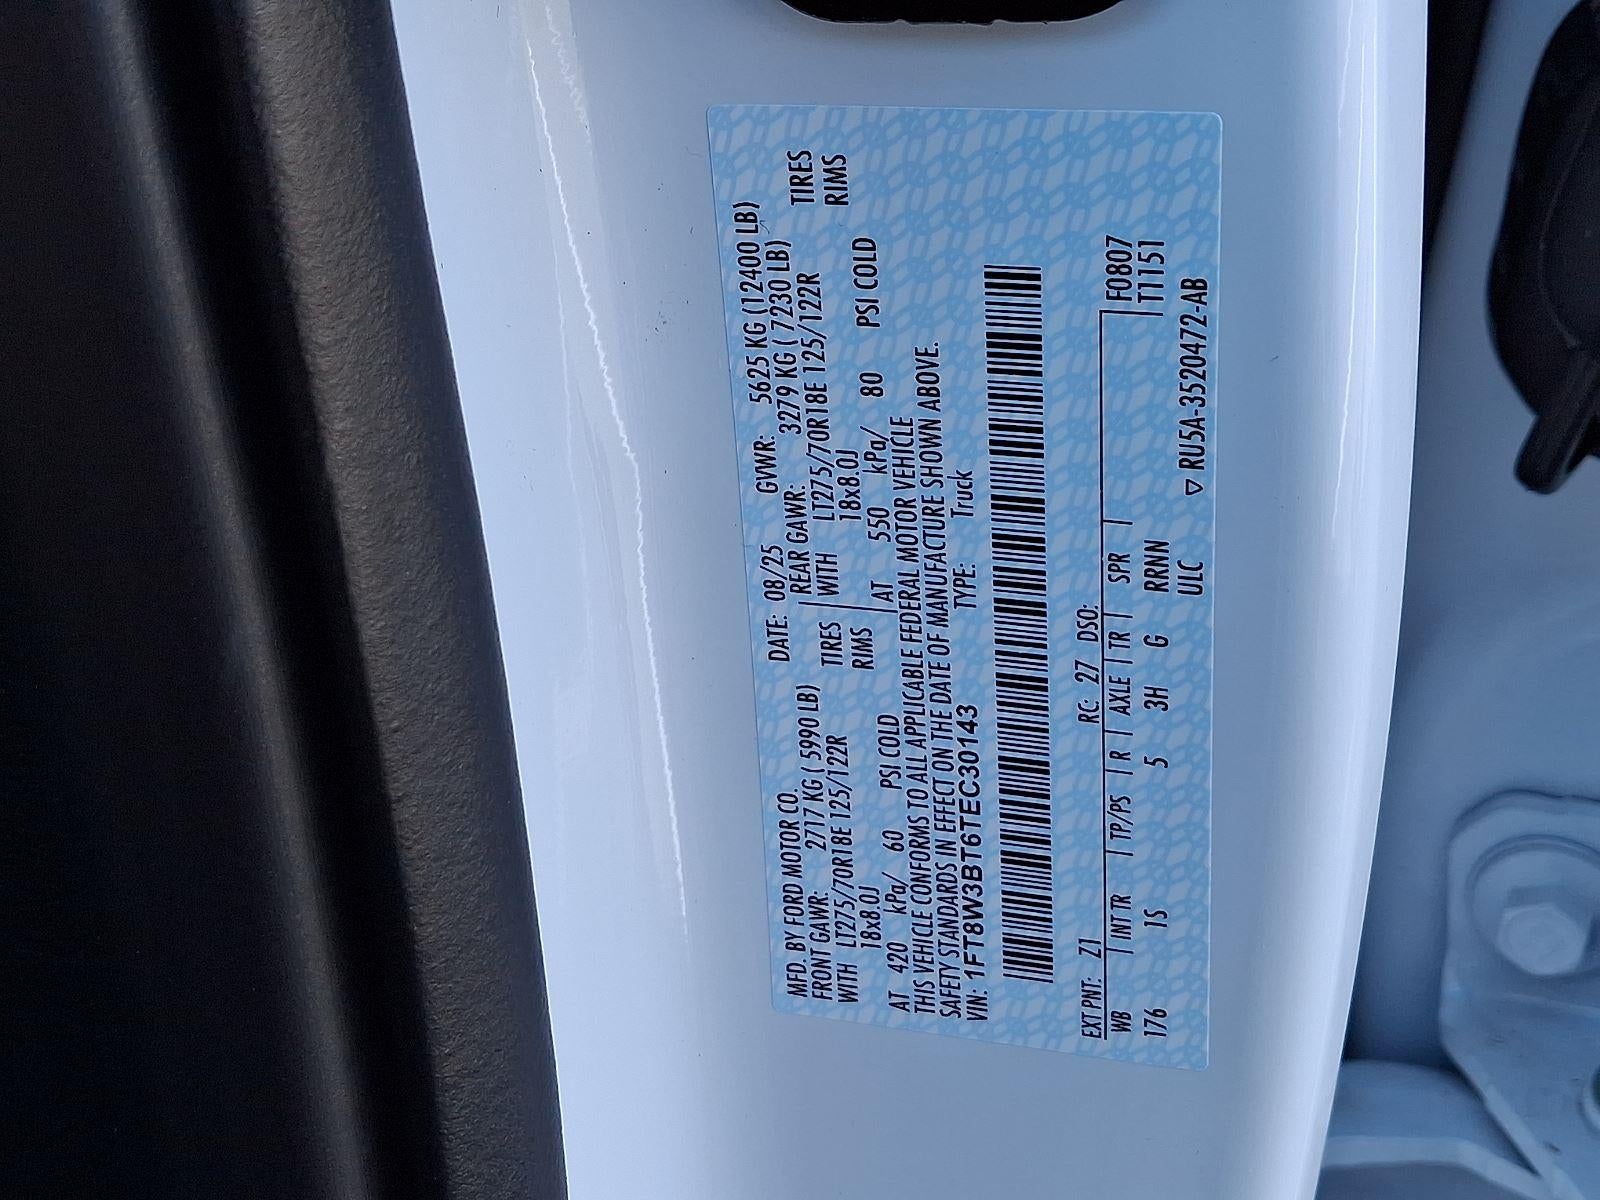 MFD. BY FORD MOTOR CO. DATE: 08/25 GVWR: 5625 KG (12400 LB)
FRONT GAWR: 2717 KG ( 5990 LB) REAR GAWR: 3279 KG ( 7230 LB)
WITH LT275/70R18E 125/122R TIRES WITH LT275/70R18E 125/122R TIRES
18x8.0J RIMS 18x8.0J RIMS
AT 420 kPa/ 60 PSI COLD AT 550 kPa/ 80 PSI COLD
THIS VEHICLE CONFORMS TO ALL APPLICABLE FEDERAL MOTOR VEHICLE
SAFETY STANDARDS IN EFFECT ON THE DATE OF MANUFACTURE SHOWN ABOVE.
VIN: 1FT8W3BT6TEC30143 TYPE: Truck
EXT PNT: Z1 RC: 27 DSO: F0807
WB INT TR TP/PS R AXLE TR SPR T1151
176 1S 5 3H G RRNN
ULC ▽ RU5A-3520472-AB